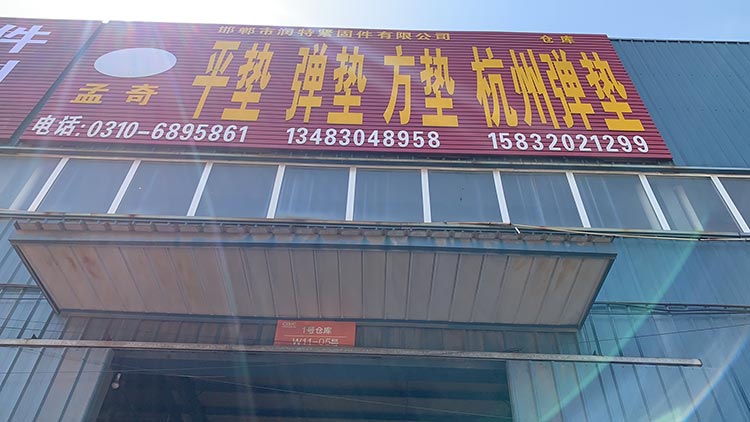 邯郸市润特紧固件有限公司 仓库
孟奇 平垫 弹垫 方垫 杭州弹垫
电话:0310-6895861 13483048958 15832021299
件
1号仓库
W11-05号